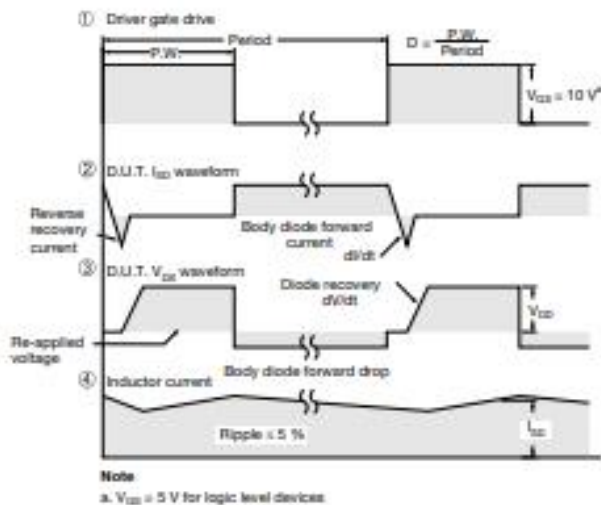 ① Driver gate drive
Period
P.W.
D = P.W.
Period
V_GS = 10 V^a
② D.U.T. I_SD waveform
Reverse
recovery
current
Body diode forward
current
dI/dt
③ D.U.T. V_DS waveform
Diode recovery
dV/dt
V_DD
Re-applied
voltage
Body diode forward drop
④ Inductor current
Ripple ≤ 5 %
I_SD
Note
a. V_GS = 5 V for logic level devices